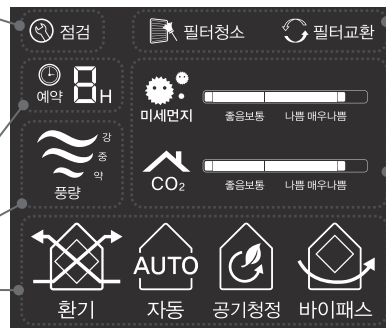 점검
필터청소
필터교환
예약 8H
미세먼지
좋음 보통 나쁨 매우나쁨
강
중
약
풍량
CO₂
좋음 보통 나쁨 매우나쁨
AUTO
환기 자동 공기청정 바이패스